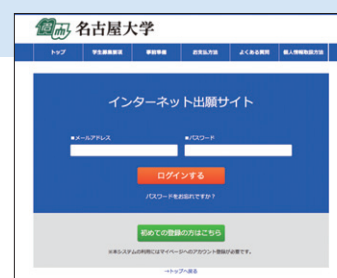 名古屋大学
トップ 学生募集要項 事前準備 お支払方法 よくある質問 個人情報取扱方法
インターネット出願サイト
■メールアドレス ■パスワード
ログインする
パスワードをお忘れですか？
初めての登録の方はこちら
※本システムの利用にはマイページへのアカウント登録が必要です。
→トップへ戻る